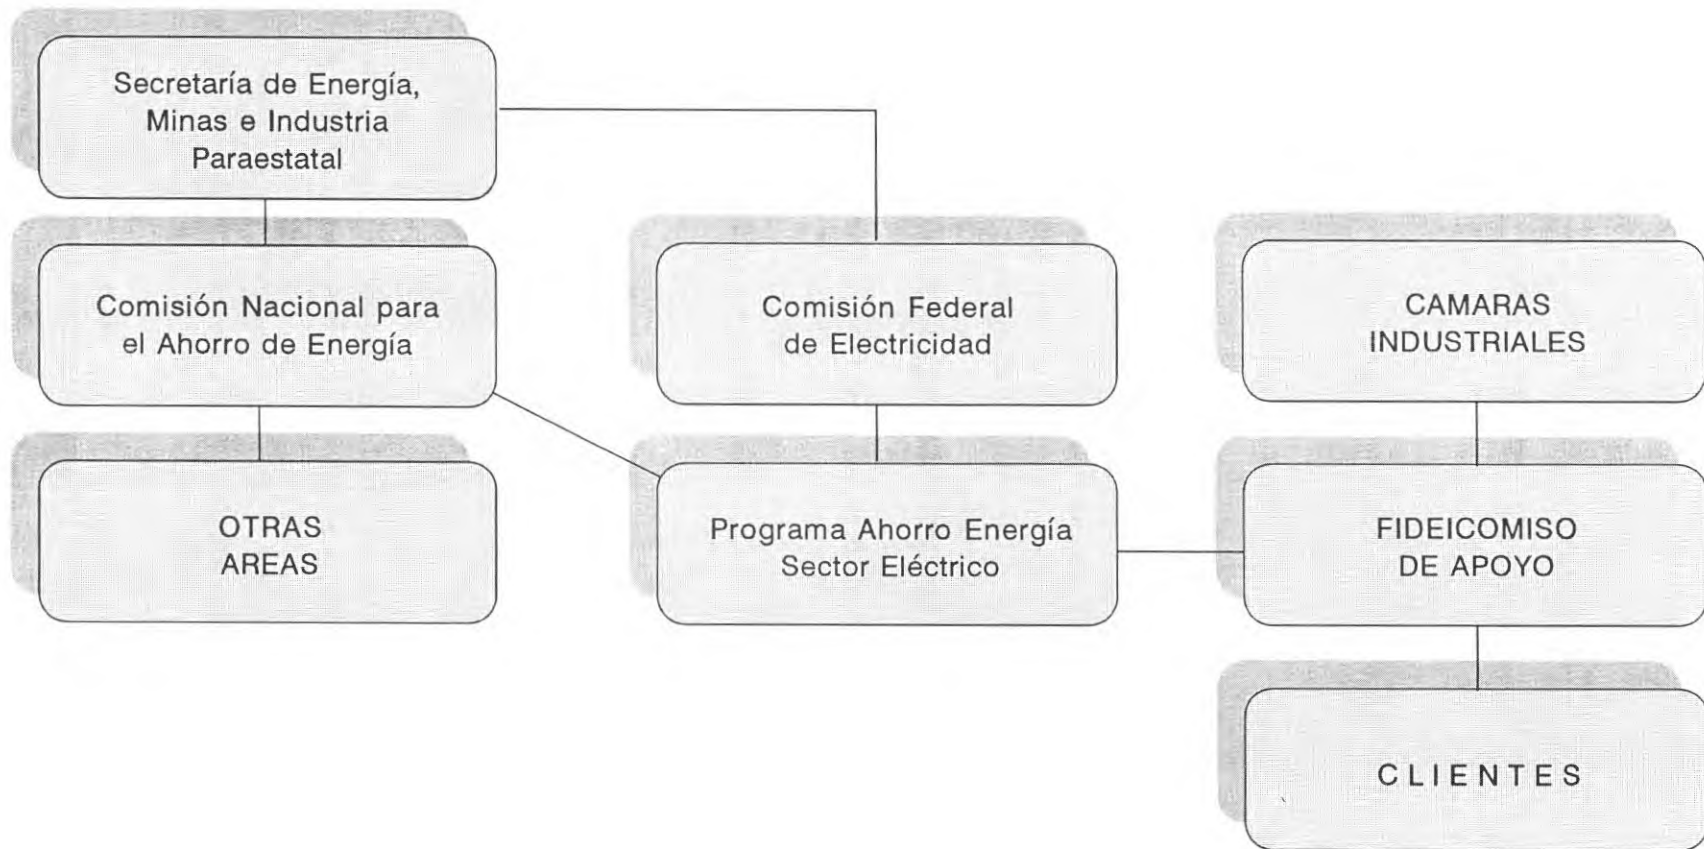 Secretaría de Energía,
Minas e Industria
Paraestatal
Comisión Nacional para
el Ahorro de Energía
Comisión Federal
de Electricidad
CAMARAS
INDUSTRIALES
OTRAS
AREAS
Programa Ahorro Energía
Sector Eléctrico
FIDEICOMISO
DE APOYO
CLIENTES